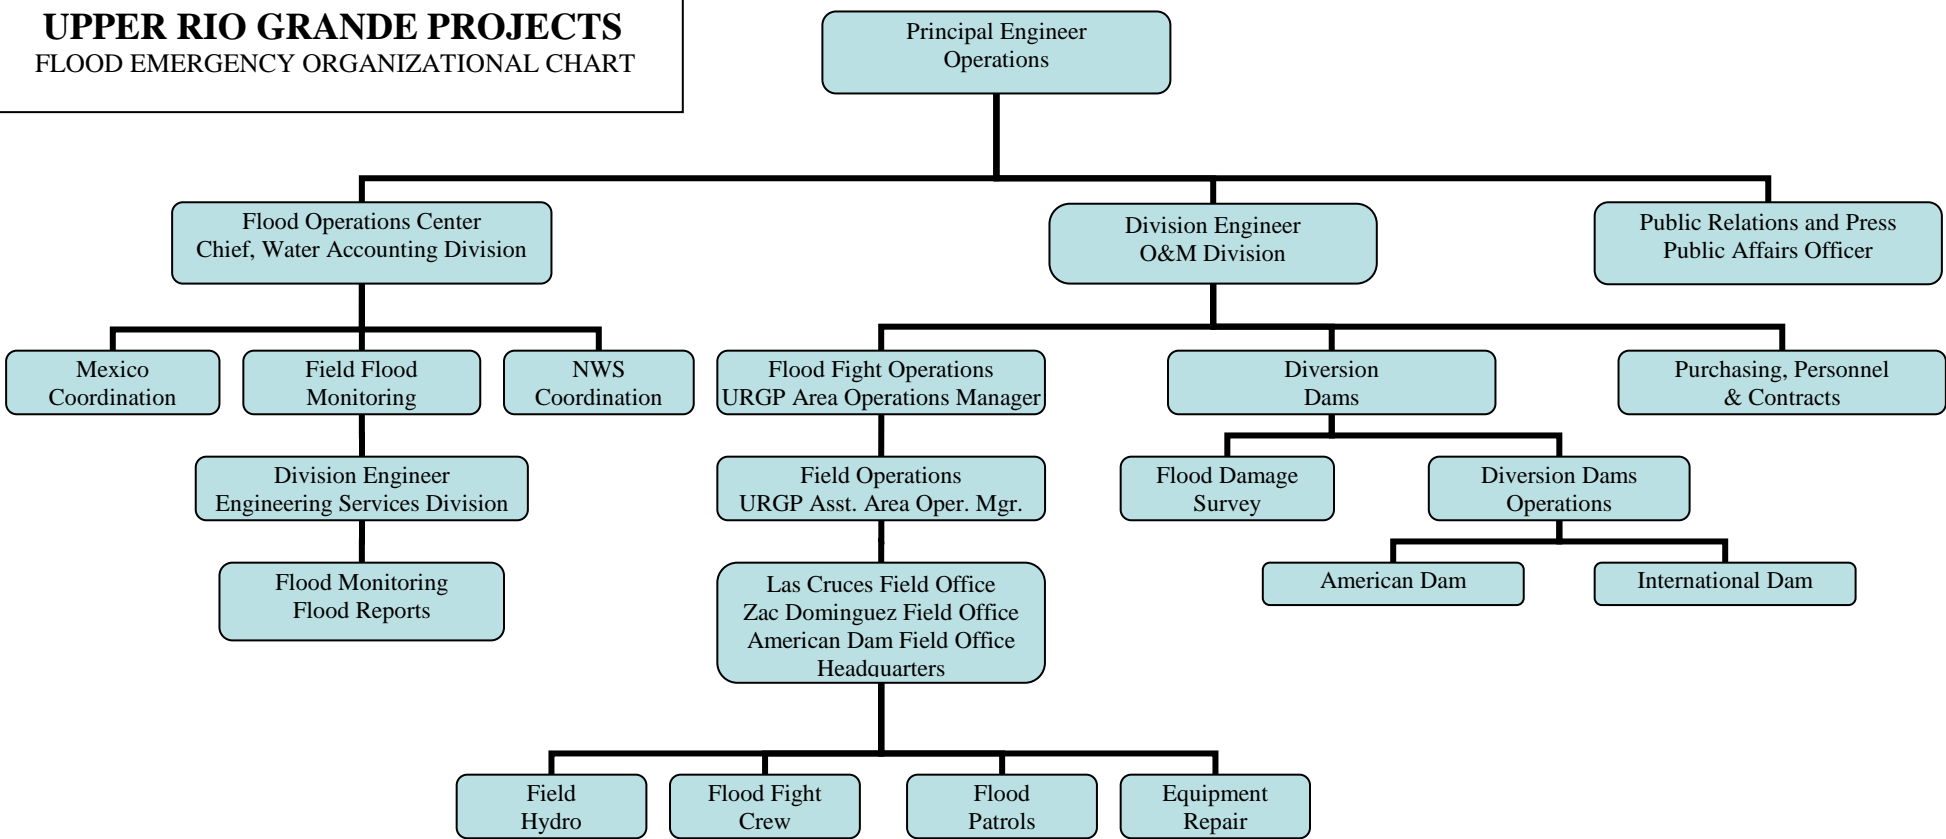 UPPER RIO GRANDE PROJECTS
FLOOD EMERGENCY ORGANIZATIONAL CHART
Principal Engineer
Operations
Flood Operations Center
Chief, Water Accounting Division
Division Engineer
O&M Division
Public Relations and Press
Public Affairs Officer
Mexico
Coordination
Field Flood
Monitoring
NWS
Coordination
Flood Fight Operations
URGP Area Operations Manager
Diversion
Dams
Purchasing, Personnel
& Contracts
Division Engineer
Engineering Services Division
Field Operations
URGP Asst. Area Oper. Mgr.
Flood Damage
Survey
Diversion Dams
Operations
Flood Monitoring
Flood Reports
Las Cruces Field Office
Zac Dominguez Field Office
American Dam Field Office
Headquarters
American Dam
International Dam
Field
Hydro
Flood Fight
Crew
Flood
Patrols
Equipment
Repair